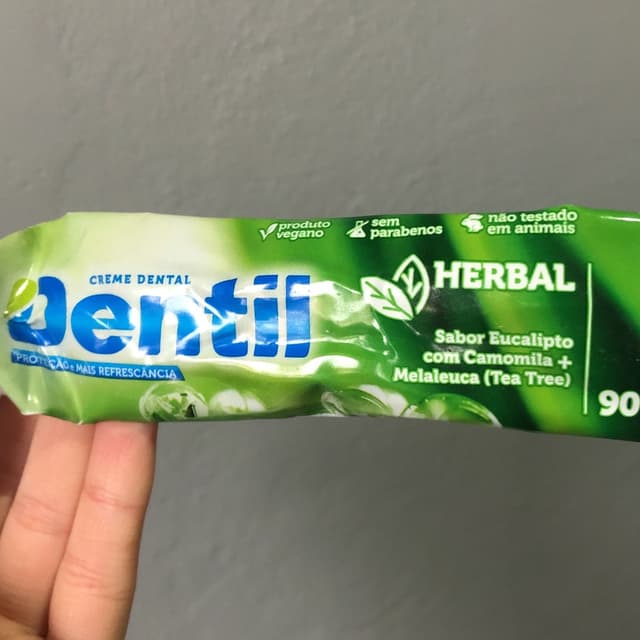 produto
vegano
sem
parabenos
não testado
em animais
CREME DENTAL
Dentil
PROTEÇÃO e MAIS REFRESCÂNCIA
HERBAL
Sabor Eucalipto
com Camomila +
Melaleuca (Tea Tree)
90